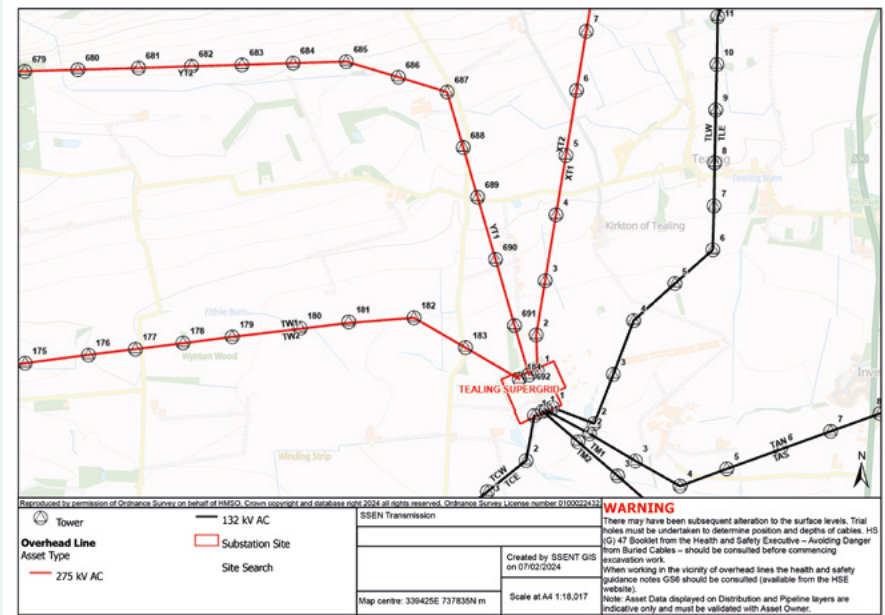 7
11
679
680
681
682
683
684
685
YT2
686
687
6
10
9
TLW
TLE
8
688
5
XT2
XT1
Tealing
Tealing Burn
689
4
7
Kirkton of Tealing
YT1
690
6
3
5
Fithie Burn
182
181
180
TW1
TW2
179
178
177
176
175
Wynton Wood
691
2
4
183
184
1
692
3
TEALING SUPERGRID
Inve
1
2
8
7
TAN 6
TAS
Winding Strip
2
TM1
TM2
3
3
5
4
TCW
TCE
3
N
Reproduced by permission of Ordnance Survey on behalf of HMSO. Crown copyright and database right 2024 all rights reserved. Ordnance Survey License number 0100022432
Tower
Overhead Line
Asset Type
275 kV AC
132 kV AC
Substation Site
Site Search
SSEN Transmission
Created by SSENT GIS
on 07/02/2024
Map centre: 339425E 737835N m
Scale at A4 1:18,017
WARNING
There may have been subsequent alteration to the surface levels. Trial
holes must be undertaken to determine position and depths of cables. HS
(G) 47 Booklet from the Health and Safety Executive – Avoiding Danger
from Buried Cables – should be consulted before commencing
excavation work.
When working in the vicinity of overhead lines the health and safety
guidance notes GS6 should be consulted (available from the HSE
website).
Note: Asset Data displayed on Distribution and Pipeline layers are
indicative only and must be validated with Asset Owner.